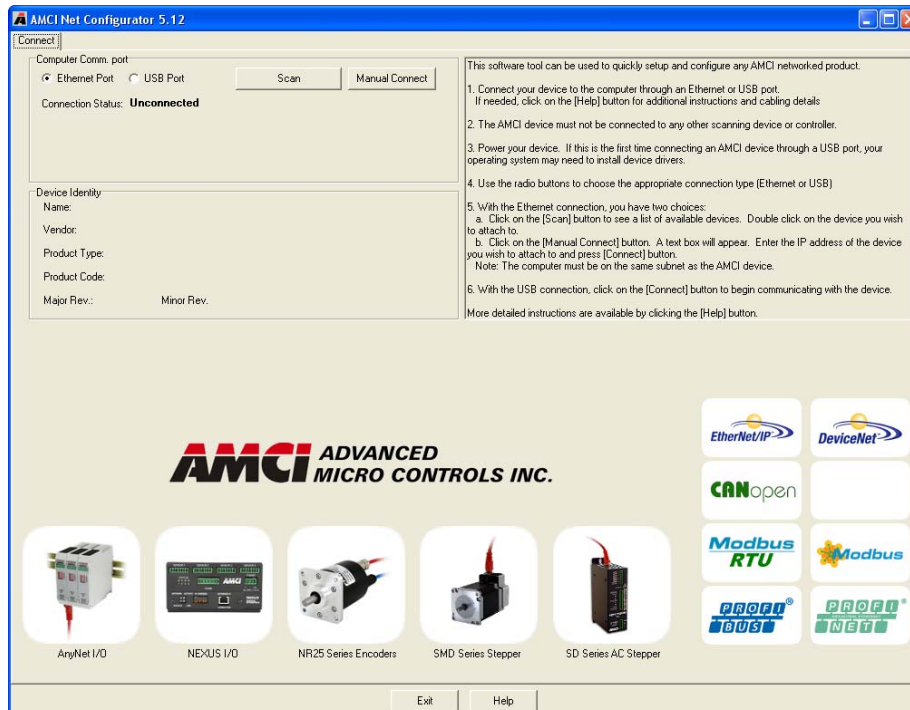 AMCI Net Configurator 5.12
Connect
Computer Comm. port
Ethernet Port
USB Port
Scan
Manual Connect
Connection Status: Unconnected
Device Identity
Name:
Vendor:
Product Type:
Product Code:
Major Rev.:
Minor Rev.
This software tool can be used to quickly setup and configure any AMCI networked product.
1. Connect your device to the computer through an Ethernet or USB port.
If needed, click on the [Help] button for additional instructions and cabling details
2. The AMCI device must not be connected to any other scanning device or controller.
3. Power your device. If this is the first time connecting an AMCI device through a USB port, your
operating system may need to install device drivers.
4. Use the radio buttons to choose the appropriate connection type (Ethernet or USB)
5. With the Ethernet connection, you have two choices:
a. Click on the [Scan] button to see a list of available devices. Double click on the device you wish
to attach to.
b. Click on the [Manual Connect] button. A text box will appear. Enter the IP address of the device
you wish to attach to and press [Connect] button.
Note: The computer must be on the same subnet as the AMCI device.
6. With the USB connection, click on the [Connect] button to begin communicating with the device.
More detailed instructions are available by clicking the [Help] button.
AMCI ADVANCED
MICRO CONTROLS INC.
EtherNet/IP
DeviceNet
CANopen
Modbus
RTU
Modbus
PROFI
BUS
PROFI
NET
AMCI
AnyNet I/O
NEXUS I/O
NR25 Series Encoders
SMD Series Stepper
SD Series AC Stepper
Exit
Help